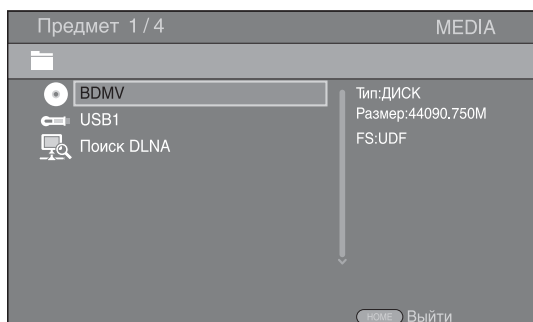 Предмет 1/4 MEDIA
BDMV
USB1
Поиск DLNA
Тип:ДИСК
Размер:44090.750M
FS:UDF
HOME Выйти